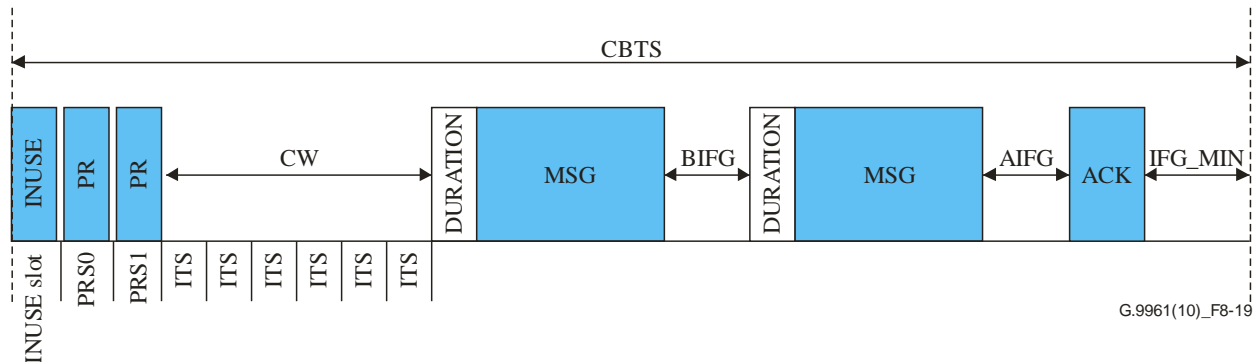 CBTS
INUSE
PR
PR
CW
DURATION
MSG
BIFG
DURATION
MSG
AIFG
ACK
IFG_MIN
INUSE slot
PRS0
PRS1
ITS
ITS
ITS
ITS
ITS
ITS
G.9961(10)_F8-19